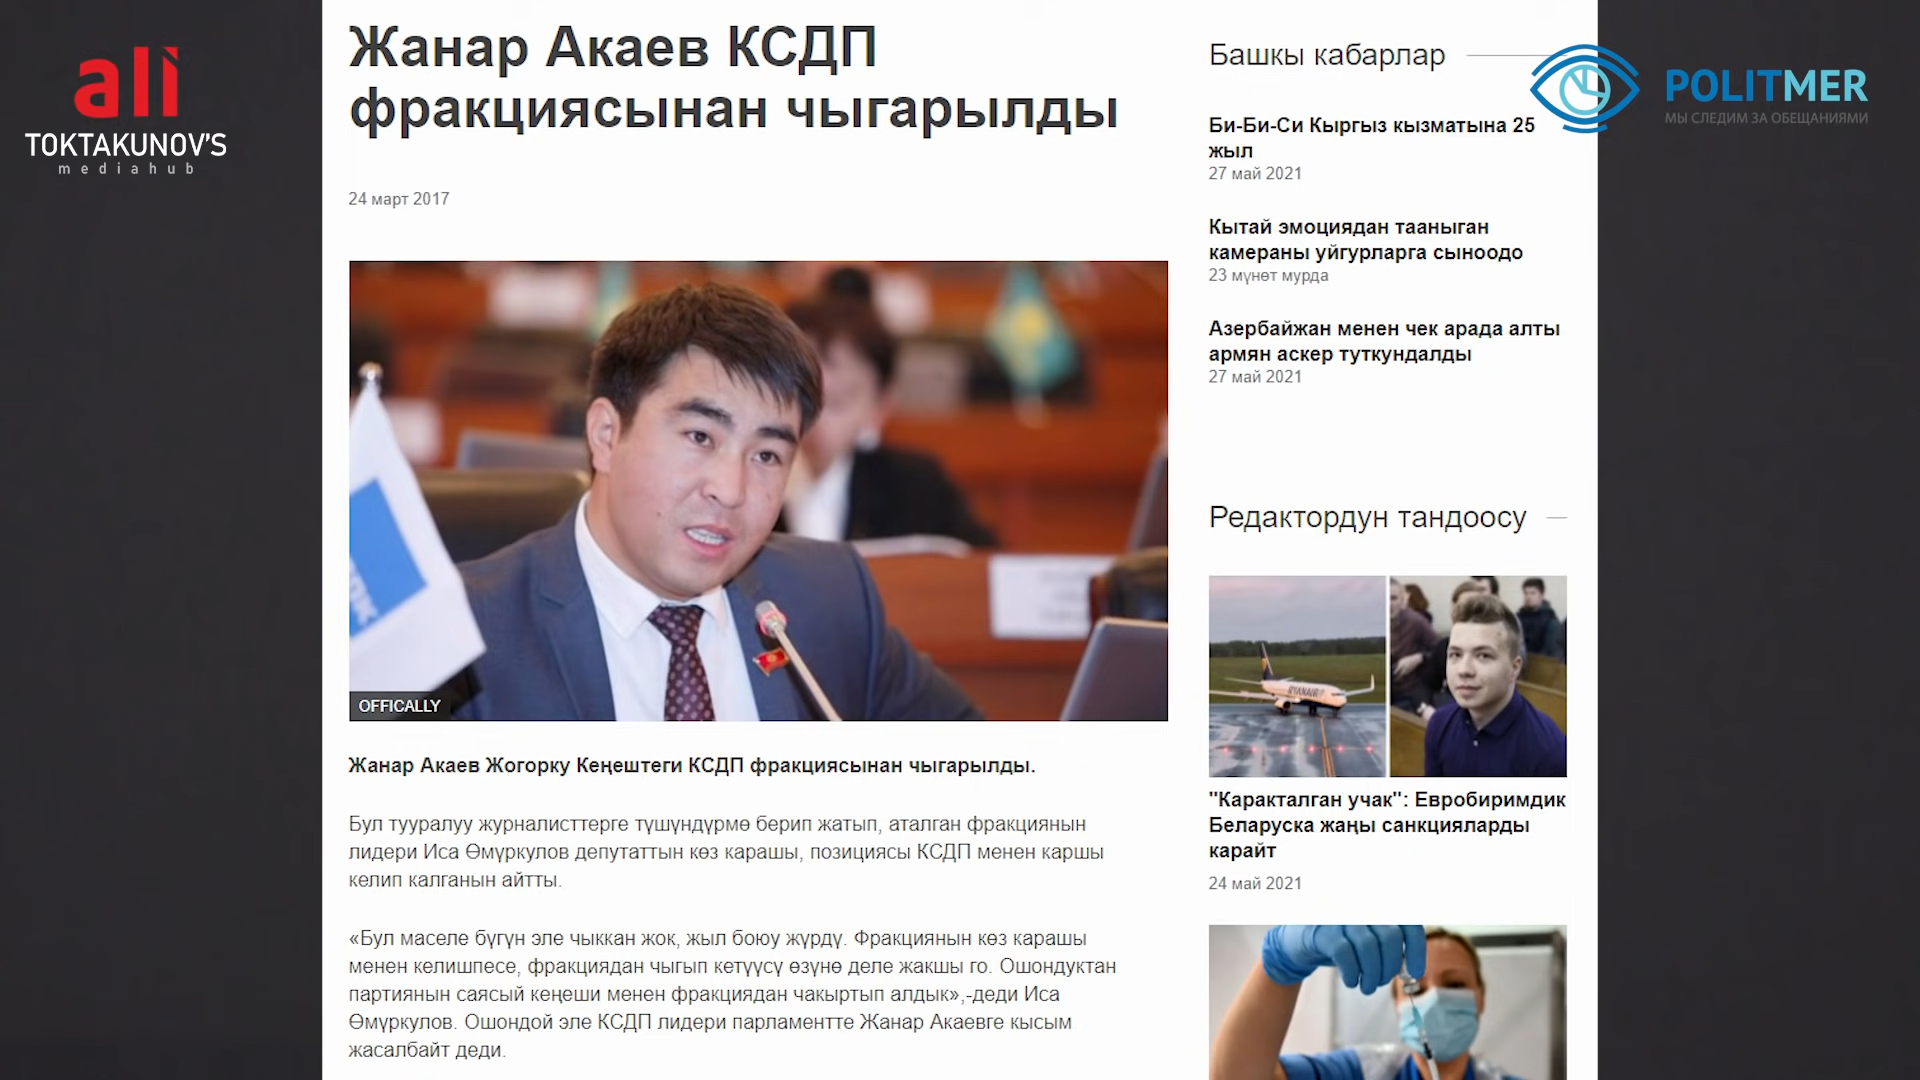 ali
TOKTAKUNOV'S
mediahub
Жанар Акаев КСДП
фракциясынан чыгарылды
24 март 2017
OFFICALLY
Жанар Акаев Жогорку Кеңештеги КСДП фракциясынан чыгарылды.
Бул тууралуу журналисттерге түшүндүрмө берип жатып, аталган фракциянын
лидери Иса Өмүркулов депутаттын көз карашы, позициясы КСДП менен каршы
келип калганын айтты.
«Бул маселе бүгүн эле чыккан жок, жыл боюу жүрдү. Фракциянын көз карашы
менен келишпесе, фракциядан чыгып кетүүсү өзүнө деле жакшы го. Ошондуктан
партиянын саясый кеңеши менен фракциядан чакыртып алдык»,-деди Иса
Өмүркулов. Ошондой эле КСДП лидери парламентте Жанар Акаевге кысым
жасалбайт деди.
Башкы кабарлар
POLITMER
МЫ СЛЕДИМ ЗА ОБЕЩАНИЯМИ
Би-Би-Си Кыргыз кызматына 25
жыл
27 май 2021
Кытай эмоциядан тааныган
камераны уйгурларга сыноодо
23 мүнөт мурда
Азербайжан менен чек арада алты
армян аскер туткундалды
27 май 2021
Редактордун тандоосу
RYANAIR
"Каракталган учак": Евробиримдик
Беларуска жаңы санкцияларды
карайт
24 май 2021